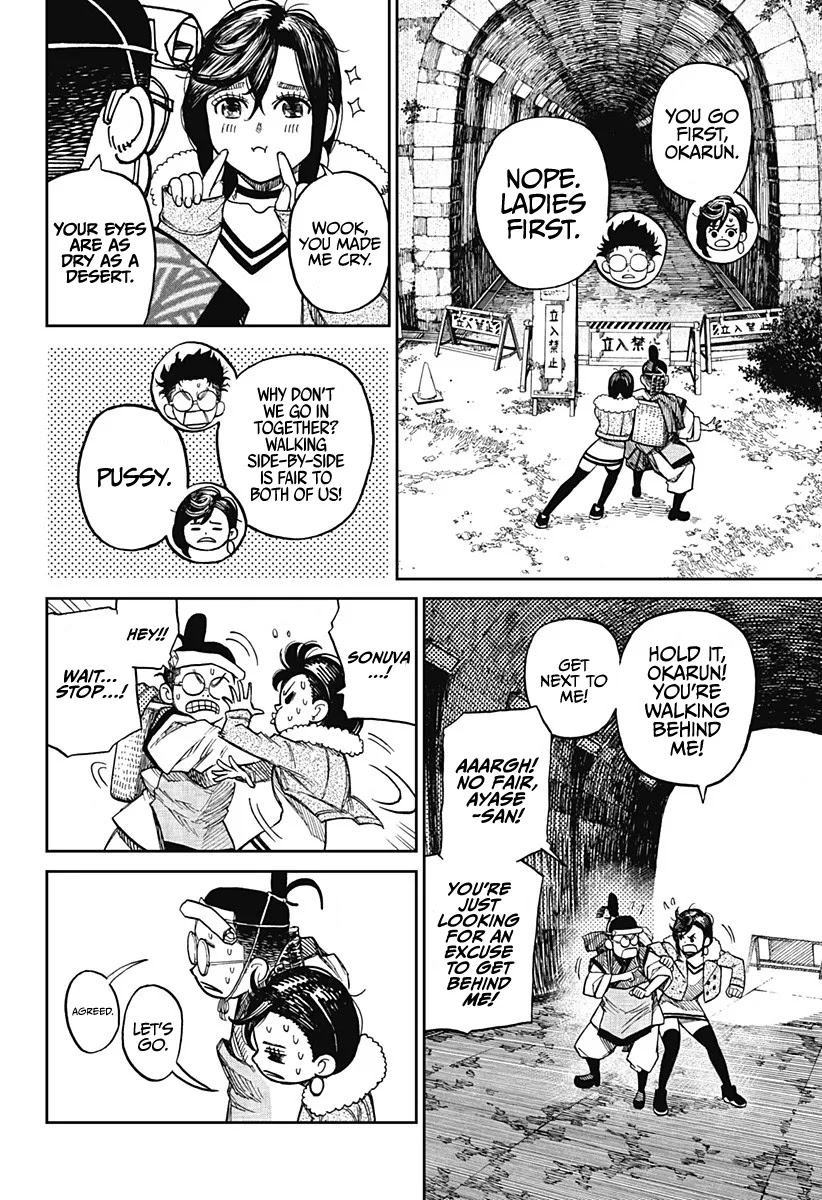 YOU GO
FIRST,
OKARUN.
NOPE.
LADIES
FIRST.
立入禁止
立入禁
立入禁止
立入禁止
WOOK,
YOU MADE
ME CRY.
YOUR EYES
ARE AS
DRY AS A
DESERT.
WHY DON'T
WE GO IN
TOGETHER?
WALKING
SIDE-BY-SIDE
IS FAIR TO
BOTH OF US!
PUSSY.
HOLD IT,
OKARUN!
YOU'RE
WALKING
BEHIND
ME!
GET
NEXT TO
ME!
AAARGH!
NO FAIR,
AYASE
-SAN!
YOU'RE
JUST
LOOKING
FOR AN
EXCUSE
TO GET
BEHIND
ME!
SONUVA
...!
HEY!!
WAIT...
STOP...!
LET'S
GO.
AGREED.